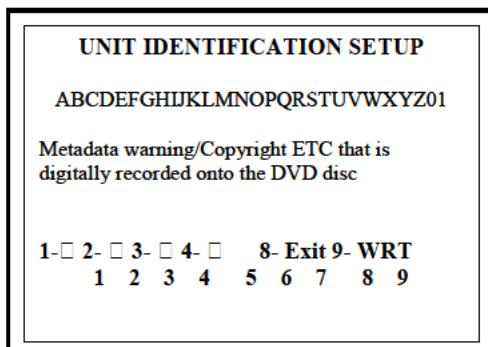 UNIT IDENTIFICATION SETUP
ABCDEFGHIJKLMNOPQRSTUVWXYZ01
Metadata warning/Copyright ETC that is
digitally recorded onto the DVD disc
1-□ 2- □ 3- □ 4- □ 8- Exit 9- WRT
1 2 3 4 5 6 7 8 9